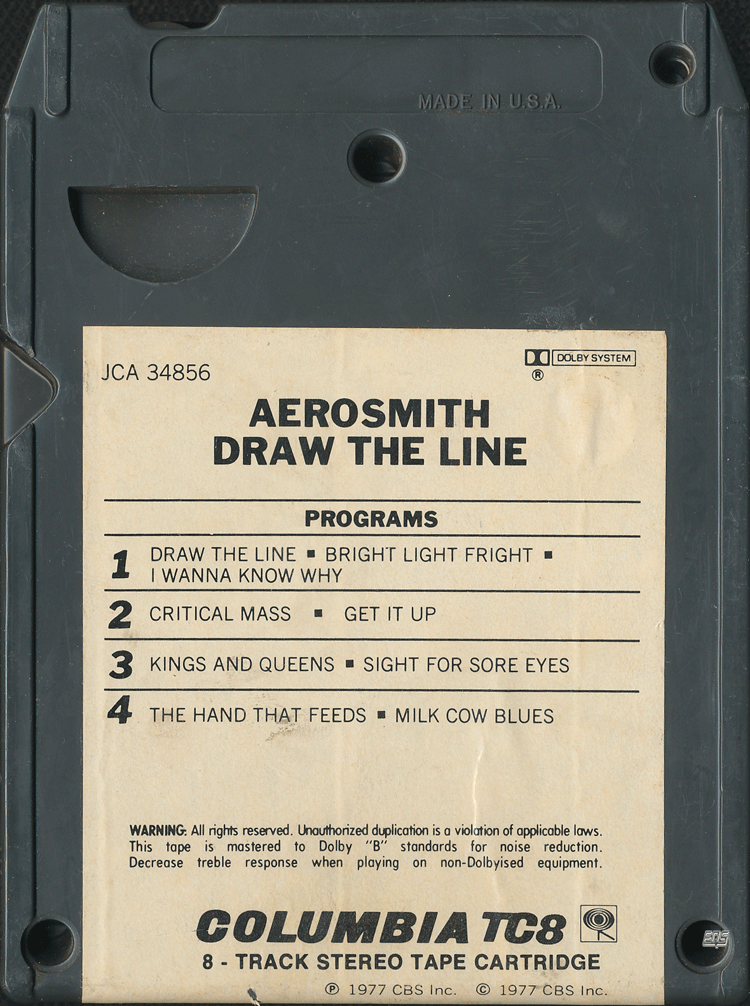 MADE IN U.S.A.
JCA 34856
DOLBY SYSTEM
®
AEROSMITH
DRAW THE LINE
PROGRAMS
1 DRAW THE LINE ▪ BRIGHT LIGHT FRIGHT ▪
I WANNA KNOW WHY
2 CRITICAL MASS ▪ GET IT UP
3 KINGS AND QUEENS ▪ SIGHT FOR SORE EYES
4 THE HAND THAT FEEDS ▪ MILK COW BLUES
WARNING: All rights reserved. Unauthorized duplication is a violation of applicable laws.
This tape is mastered to Dolby "B" standards for noise reduction.
Decrease treble response when playing on non-Dolbyised equipment.
COLUMBIA TC8
8 - TRACK STEREO TAPE CARTRIDGE
℗ 1977 CBS Inc. © 1977 CBS Inc.